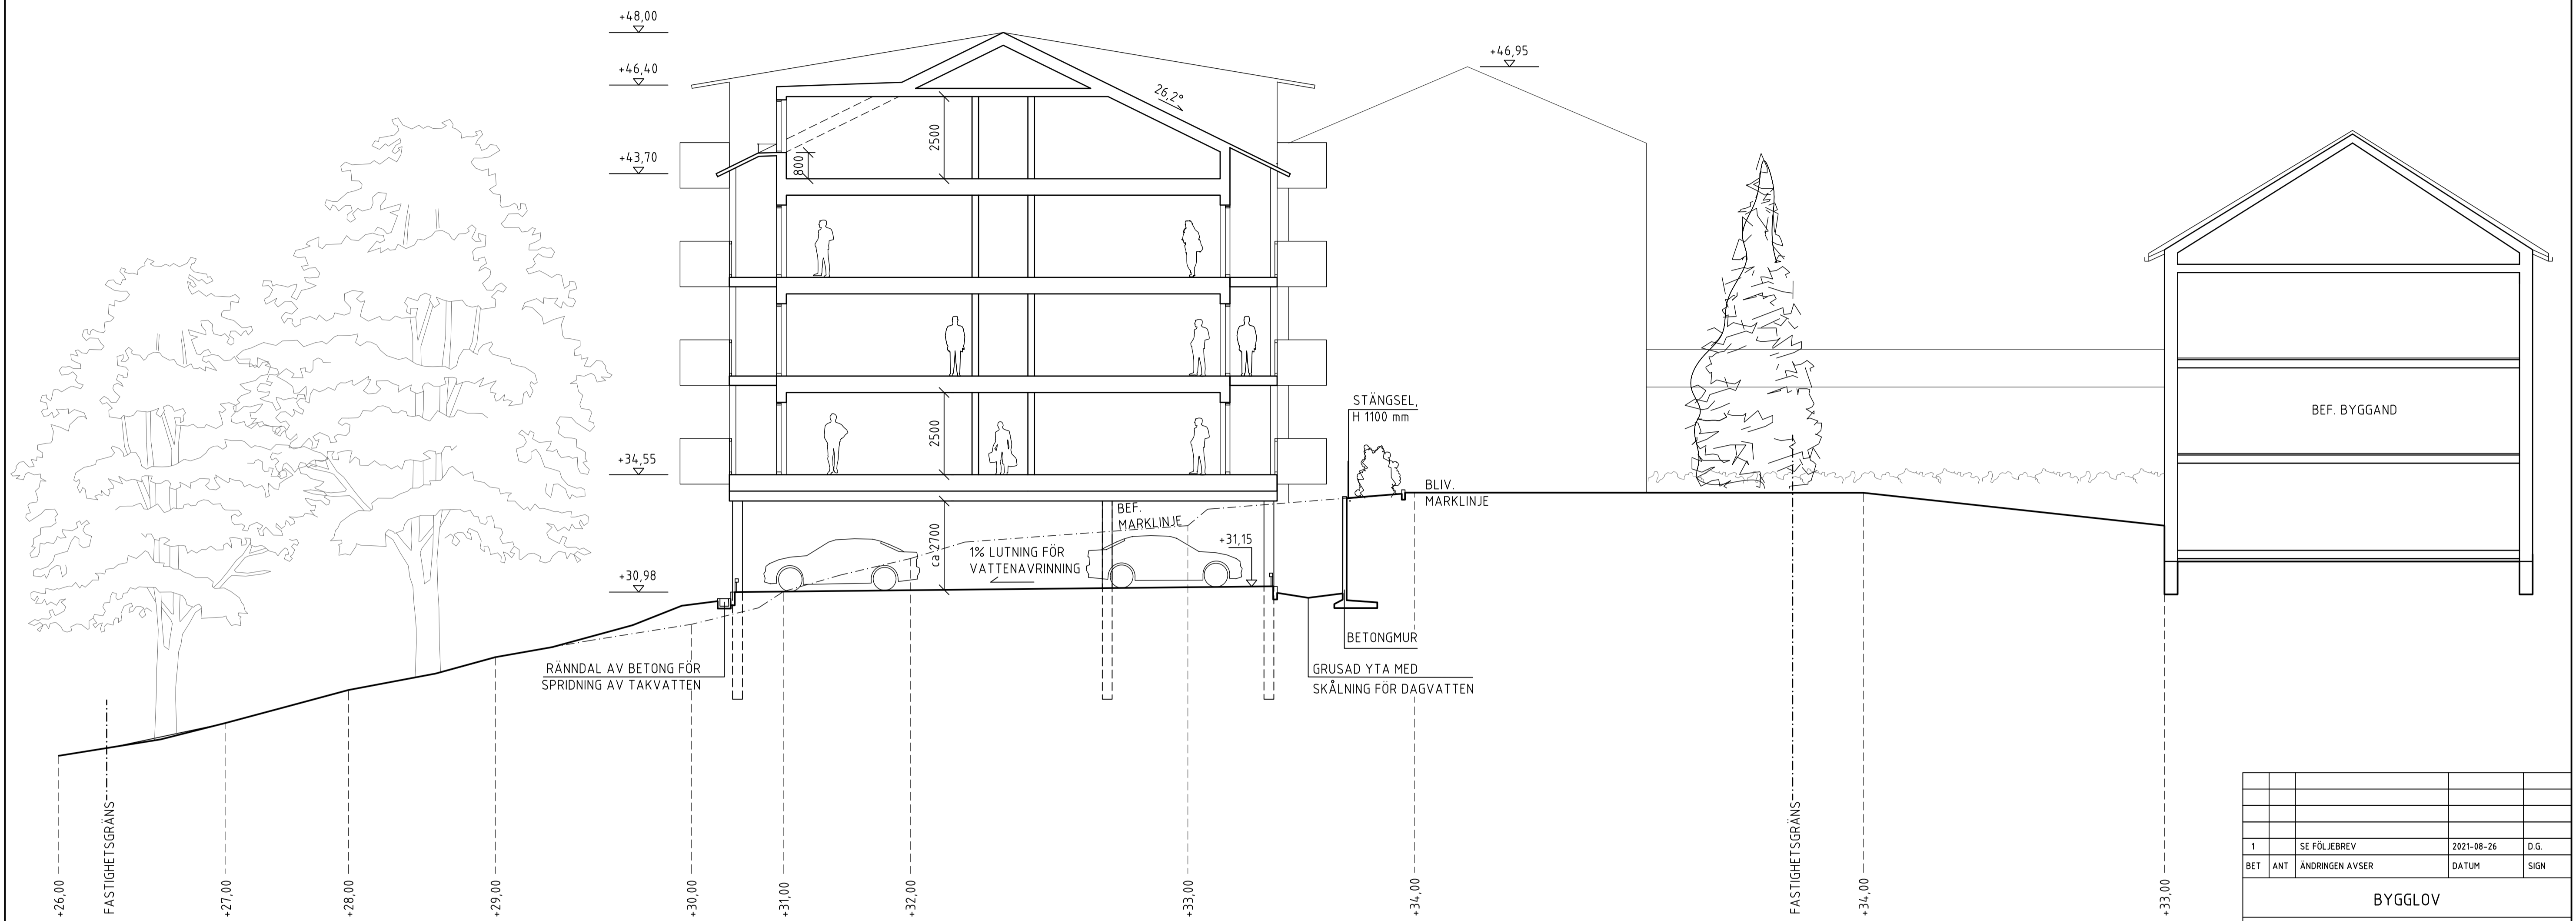 +48,00
+46,40
+43,70
+34,55
+30,98
26,2°
+46,95
2500
800
2500
ca 2700
STÄNGSEL,
H 1100 mm
BEF. BYGGAND
BLIV.
MARKLINJE
BEF.
MARKLINJE
+31,15
1% LUTNING FÖR
VATTENAVRINNING
BETONGMUR
RÄNNDAL AV BETONG FÖR
SPRIDNING AV TAKVATTEN
GRUSAD YTA MED
SKÅLNING FÖR DAGVATTEN
+26,00
FASTIGHETSGRÄNS
+27,00
+28,00
+29,00
+30,00
+31,00
+32,00
+33,00
+34,00
FASTIGHETSGRÄNS
+34,00
+33,00
1 SE FÖLJEBREV 2021-08-26 D.G.
BET ANT ÄNDRINGEN AVSER DATUM SIGN
BYGGLOV